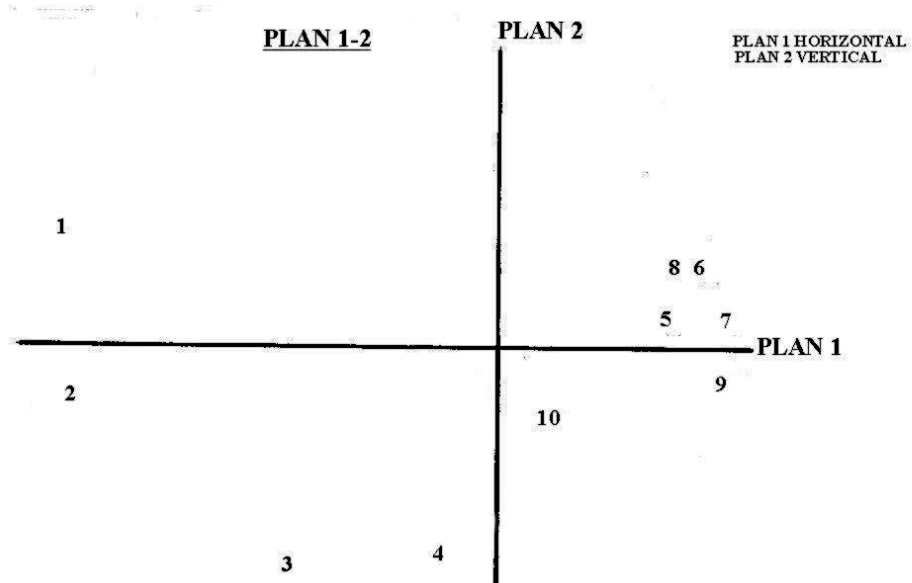 PLAN 1-2
PLAN 2
PLAN 1 HORIZONTAL
PLAN 2 VERTICAL
1
8 6
5 7
PLAN 1
2
9
10
3
4